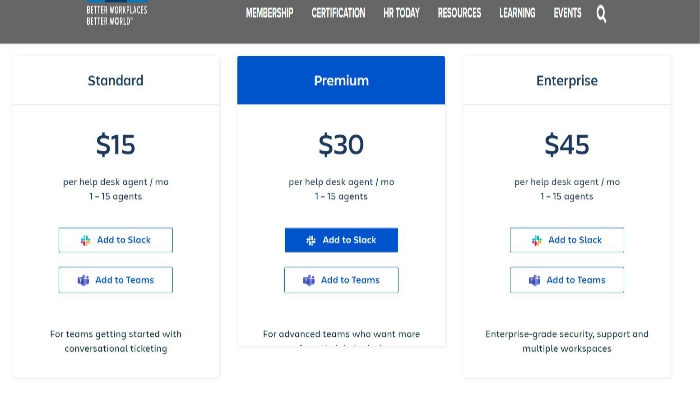 BETTER WORKPLACES
BETTER WORLD™
MEMBERSHIP CERTIFICATION HR TODAY RESOURCES LEARNING EVENTS
Standard
$15
per help desk agent / mo
1 – 15 agents
Add to Slack
Add to Teams
For teams getting started with
conversational ticketing
Premium
$30
per help desk agent / mo
1 – 15 agents
Add to Slack
Add to Teams
For advanced teams who want more
Enterprise
$45
per help desk agent / mo
1 – 15 agents
Add to Slack
Add to Teams
Enterprise-grade security, support and
multiple workspaces